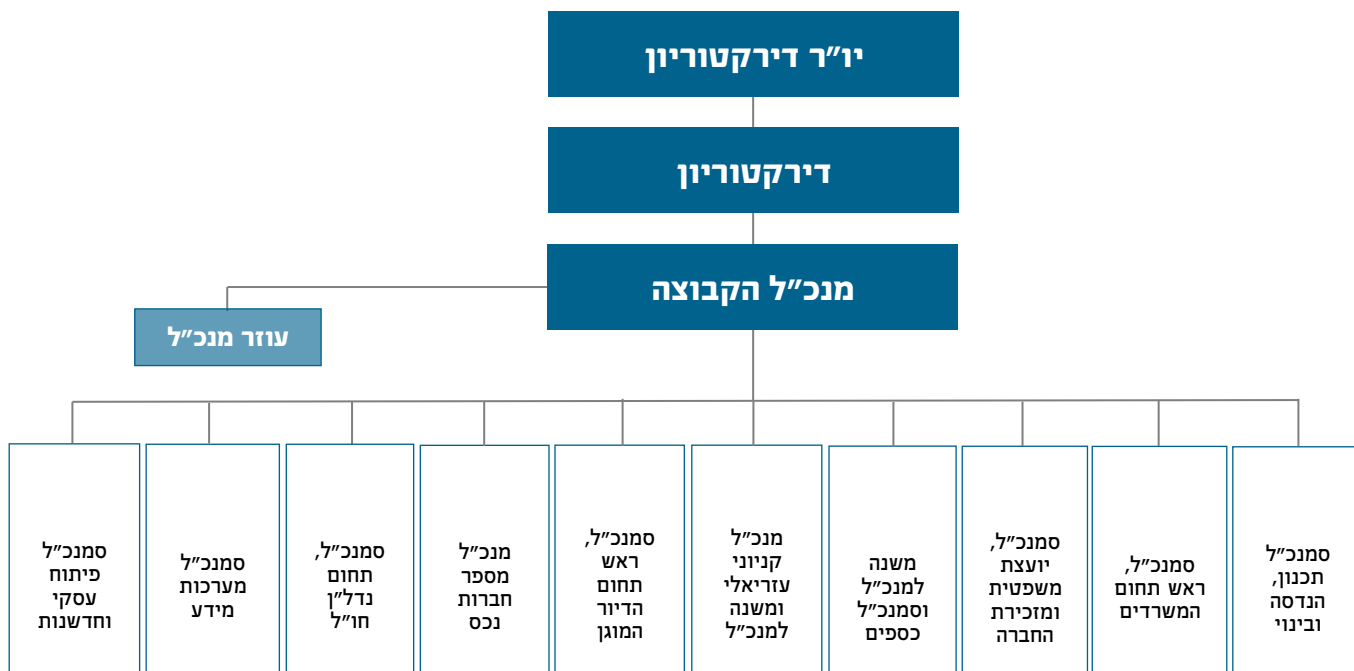 יו״ר דירקטוריון
דירקטוריון
מנכ״ל הקבוצה
עוזר מנכ״ל
סמנכ״ל
תכנון,
הנדסה
ובינוי
סמנכ״ל,
ראש תחום
המשרדים
סמנכ״ל,
יועצת
משפטית
ומזכירת
החברה
משנה
למנכ״ל
וסמנכ״ל
כספים
מנכ״ל
קניוני
עזריאלי
ומשנה
למנכ״ל
סמנכ״ל,
ראש
תחום
הדיור
המוגן
מנכ״ל
מספר
חברות
נכס
סמנכ״ל,
תחום
נדל״ן
חו״ל
סמנכ״ל
מערכות
מידע
סמנכ״ל
פיתוח
עסקי
וחדשנות